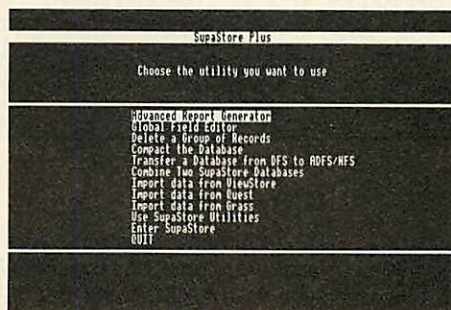 SupaStore Plus
Choose the utility you want to use
Advanced Report Generator
Global Field Editor
Delete a Group of Records
Compact the Database
Transfer a Database from DFS to ADFS/NFS
Combine Two SupaStore Databases
Import data from ViewStore
Import data from Quest
Import data from Grass
Use SupaStore Utilities
Enter SupaStore
QUIT